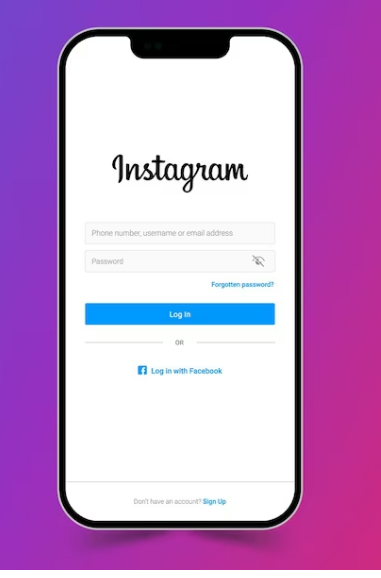 Instagram
Phone number, username or email address
Password
Forgotten password?
Log In
OR
Log in with Facebook
Don't have an account? Sign Up